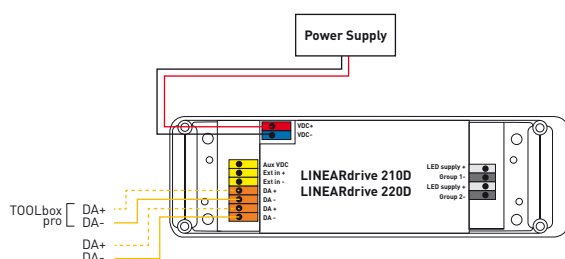 Power Supply
VDC+
VDC-
Aux VDC
Ext in +
Ext in -
DA +
DA -
DA +
DA -
LINEARdrive 210D
LINEARdrive 220D
LED supply +
Group 1-
LED supply +
Group 2-
TOOLbox
pro
DA+
DA-
DA+
DA-